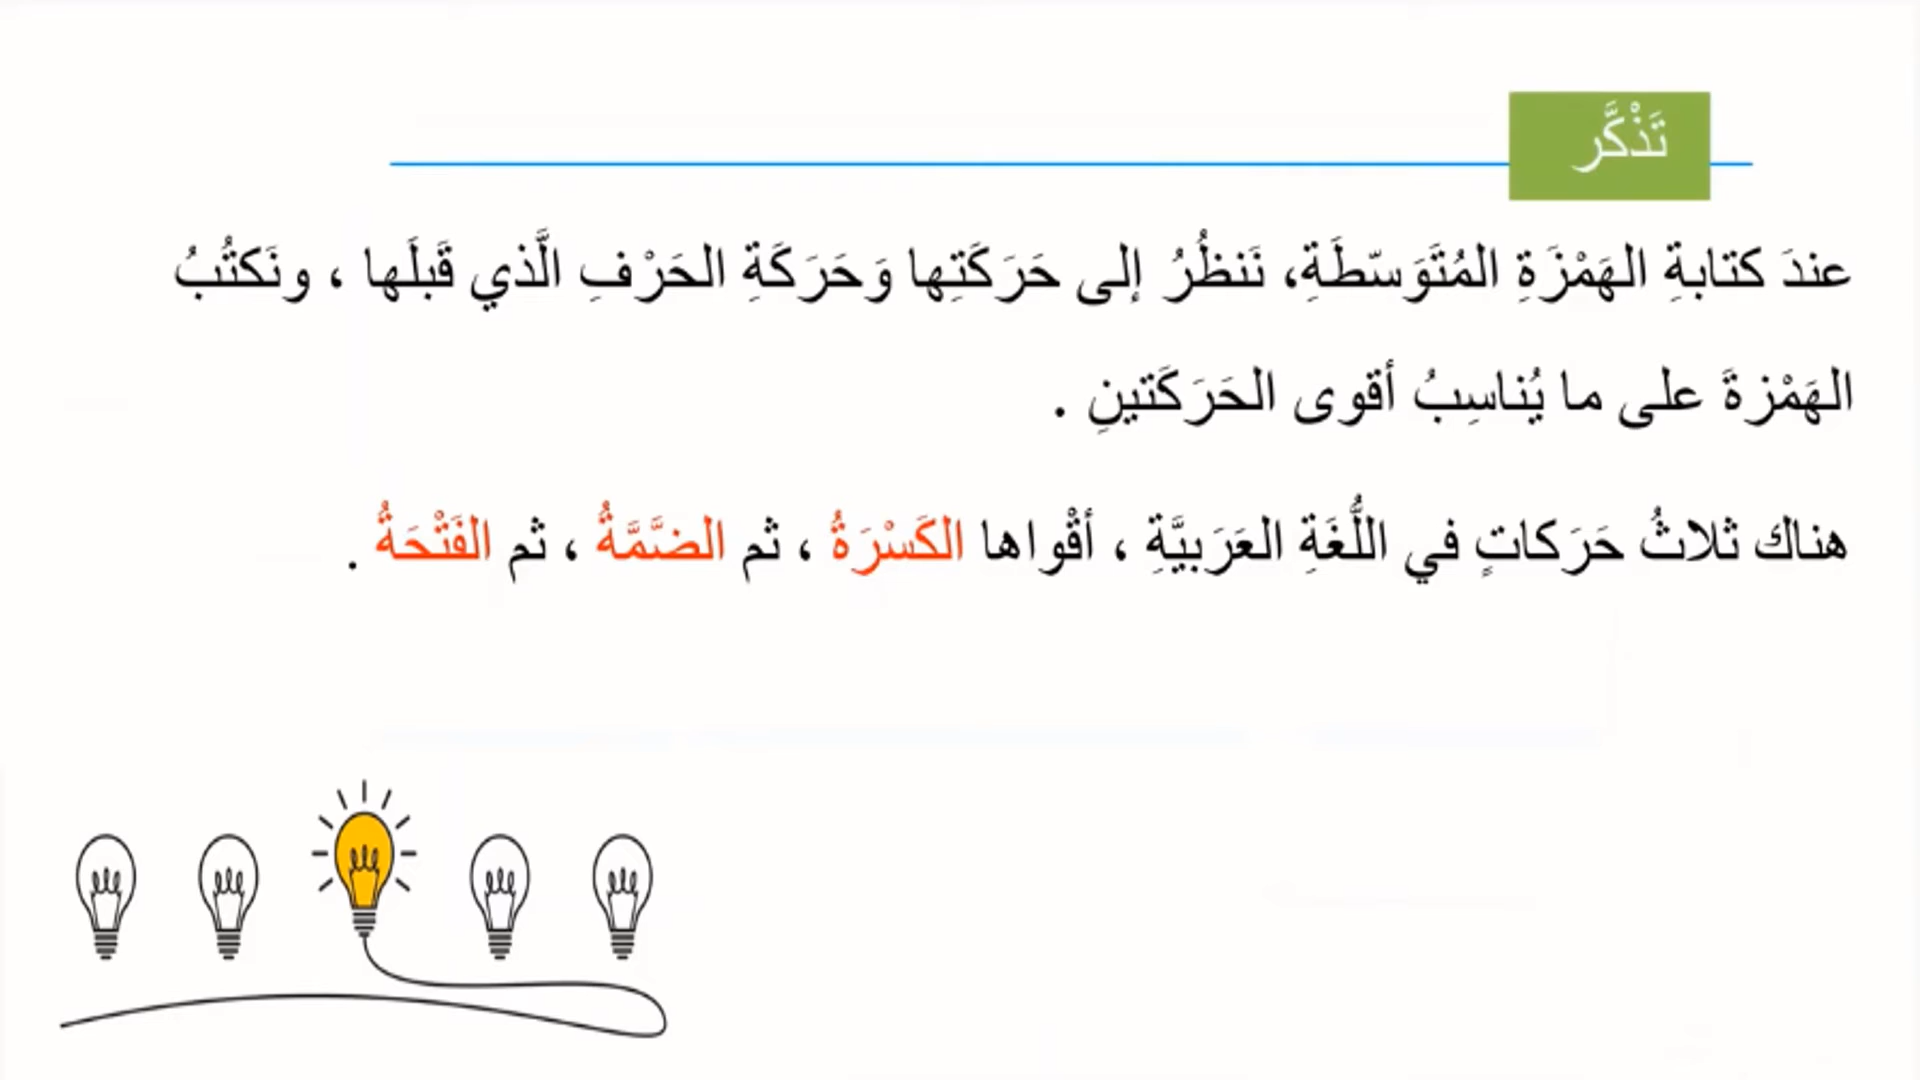 تَذْكَّر
عندَ كتابةِ الهَمْزَةِ المُتَوَسّطَةِ، نَنظُرُ إلى حَرَكَتِها وَحَرَكَةِ الحَرْفِ الَّذي قَبلَها ، ونَكتُبُ
الهَمْزةَ على ما يُناسِبُ أقوى الحَرَكَتينِ .
هناك ثلاثُ حَرَكاتٍ في اللُّغَةِ العَرَبيَّةِ ، أقْواها الكَسْرَةُ ، ثم الضَمَّةُ ، ثم الفَتْحَةُ .